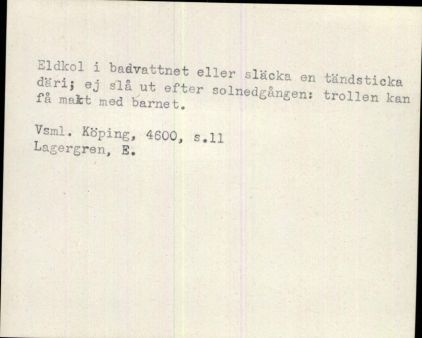 Eldkol i badvattnet eller släcka en tändsticka
däri; ej slå ut efter solnedgången: trollen kan
få makt med barnet.
Vsml. Köping, 4600, s.11
Lagergren, E.